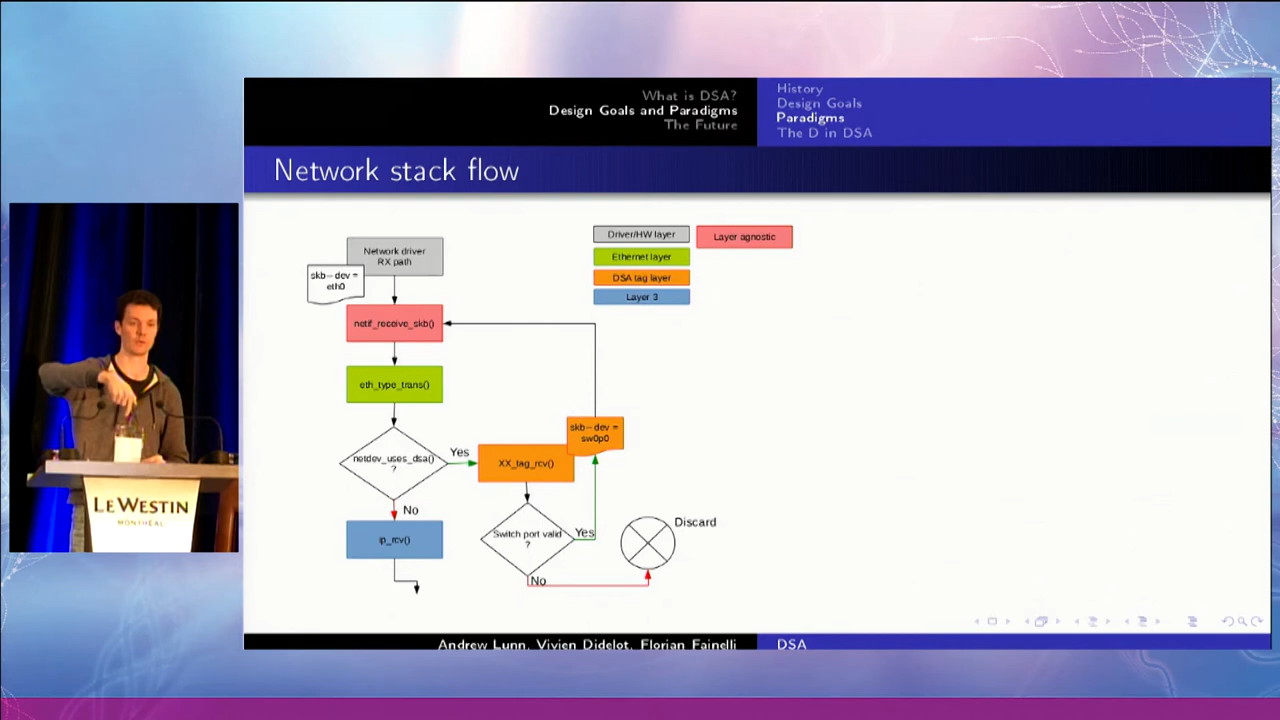 What is DSA?
Design Goals and Paradigms
The Future
History
Design Goals
Paradigms
The D in DSA
Network stack flow
Network driver
RX path
skb-dev =
eth0
netif_receive_skb()
eth_type_trans()
netdev_uses_dsa()
?
Yes
No
ip_rcv()
XX_tag_rcv()
skb-dev =
sw0p0
Switch port valid
?
Yes
No
Discard
Driver/HW layer
Layer agnostic
Ethernet layer
DSA tag layer
Layer 3
LE WESTIN
MONTRÉAL
Andrew Lunn, Vivien Didelot, Florian Fainelli
DSA